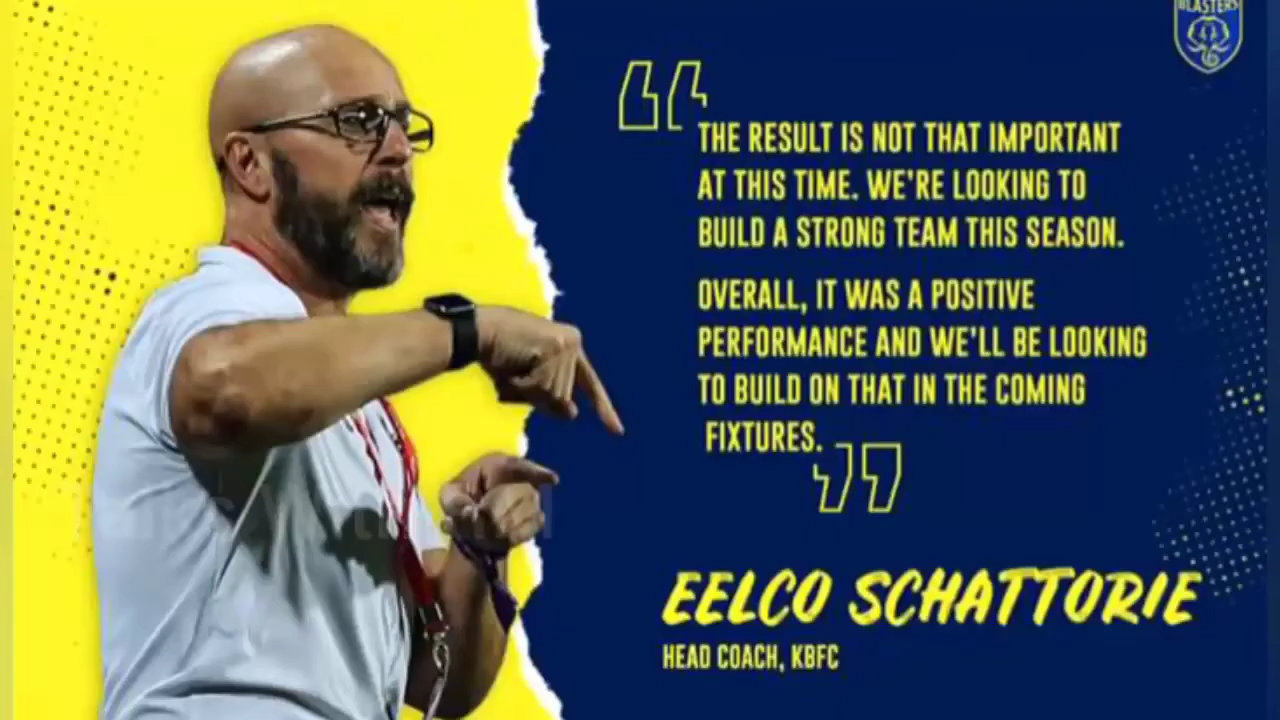 BLASTERS
THE RESULT IS NOT THAT IMPORTANT
AT THIS TIME. WE'RE LOOKING TO
BUILD A STRONG TEAM THIS SEASON.
OVERALL, IT WAS A POSITIVE
PERFORMANCE AND WE'LL BE LOOKING
TO BUILD ON THAT IN THE COMING
FIXTURES.
EELCO SCHATTORIE
HEAD COACH, KBFC